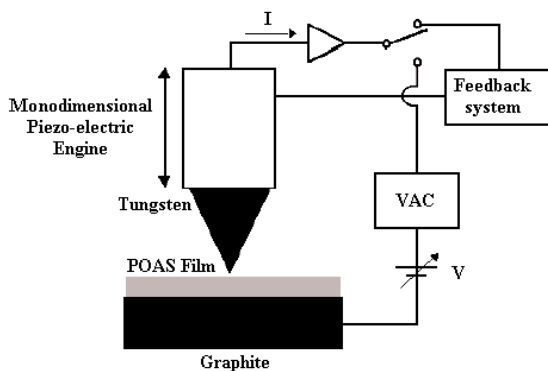 I
Monodimensional
Piezo-electric
Engine
Feedback
system
Tungsten
VAC
POAS Film
V
Graphite